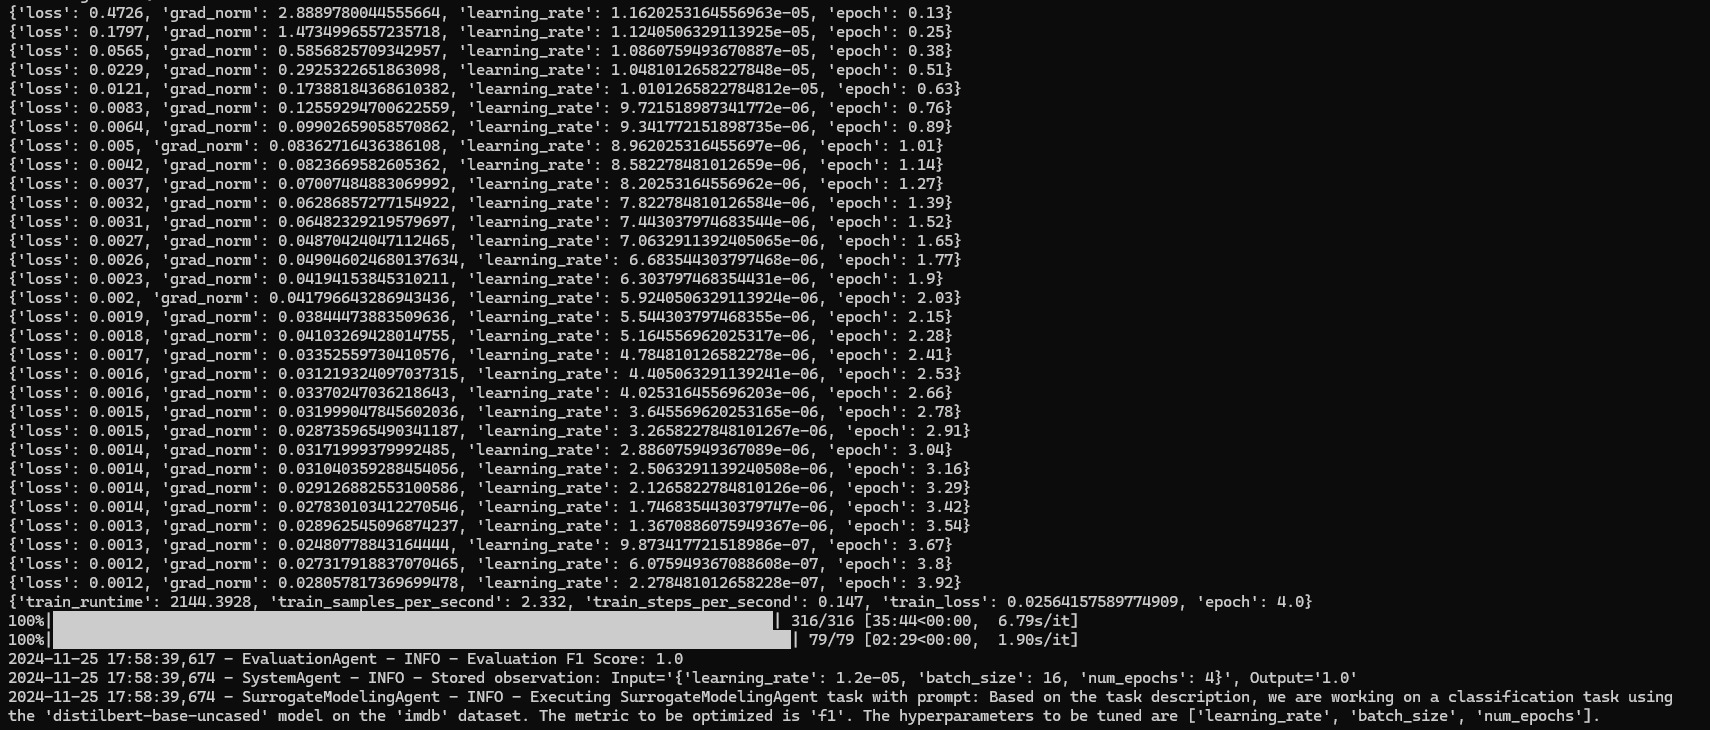 {'loss': 0.4726, 'grad_norm': 2.8889780044555664, 'learning_rate': 1.1620253164556963e-05, 'epoch': 0.13}
{'loss': 0.1797, 'grad_norm': 1.4734996557235718, 'learning_rate': 1.1240506329113925e-05, 'epoch': 0.25}
{'loss': 0.0565, 'grad_norm': 0.5856825709342957, 'learning_rate': 1.0860759493670887e-05, 'epoch': 0.38}
{'loss': 0.0229, 'grad_norm': 0.2925322651863098, 'learning_rate': 1.0481012658227848e-05, 'epoch': 0.51}
{'loss': 0.0121, 'grad_norm': 0.17388184368610382, 'learning_rate': 1.0101265822784812e-05, 'epoch': 0.63}
{'loss': 0.0083, 'grad_norm': 0.12559294700622559, 'learning_rate': 9.721518987341772e-06, 'epoch': 0.76}
{'loss': 0.0064, 'grad_norm': 0.09902659058570862, 'learning_rate': 9.341772151898735e-06, 'epoch': 0.89}
{'loss': 0.005, 'grad_norm': 0.08362716436386108, 'learning_rate': 8.962025316455697e-06, 'epoch': 1.01}
{'loss': 0.0042, 'grad_norm': 0.0823669582605362, 'learning_rate': 8.582278481012659e-06, 'epoch': 1.14}
{'loss': 0.0037, 'grad_norm': 0.07007484883069992, 'learning_rate': 8.20253164556962e-06, 'epoch': 1.27}
{'loss': 0.0032, 'grad_norm': 0.06286857277154922, 'learning_rate': 7.822784810126584e-06, 'epoch': 1.39}
{'loss': 0.0031, 'grad_norm': 0.06482329219579697, 'learning_rate': 7.443037974683544e-06, 'epoch': 1.52}
{'loss': 0.0027, 'grad_norm': 0.04870424047112465, 'learning_rate': 7.0632911392405065e-06, 'epoch': 1.65}
{'loss': 0.0026, 'grad_norm': 0.049046024680137634, 'learning_rate': 6.683544303797468e-06, 'epoch': 1.77}
{'loss': 0.0023, 'grad_norm': 0.04194153845310211, 'learning_rate': 6.303797468354431e-06, 'epoch': 1.9}
{'loss': 0.002, 'grad_norm': 0.041796643286943436, 'learning_rate': 5.9240506329113924e-06, 'epoch': 2.03}
{'loss': 0.0019, 'grad_norm': 0.03844473883509636, 'learning_rate': 5.544303797468355e-06, 'epoch': 2.15}
{'loss': 0.0018, 'grad_norm': 0.04103269428014755, 'learning_rate': 5.164556962025317e-06, 'epoch': 2.28}
{'loss': 0.0017, 'grad_norm': 0.03352559730410576, 'learning_rate': 4.784810126582278e-06, 'epoch': 2.41}
{'loss': 0.0016, 'grad_norm': 0.031219324097037315, 'learning_rate': 4.405063291139241e-06, 'epoch': 2.53}
{'loss': 0.0016, 'grad_norm': 0.03370247036218643, 'learning_rate': 4.025316455696203e-06, 'epoch': 2.66}
{'loss': 0.0015, 'grad_norm': 0.031999047845602036, 'learning_rate': 3.645569620253165e-06, 'epoch': 2.78}
{'loss': 0.0015, 'grad_norm': 0.028735965490341187, 'learning_rate': 3.2658227848101267e-06, 'epoch': 2.91}
{'loss': 0.0014, 'grad_norm': 0.03171999379992485, 'learning_rate': 2.886075949367089e-06, 'epoch': 3.04}
{'loss': 0.0014, 'grad_norm': 0.031040359288454056, 'learning_rate': 2.5063291139240508e-06, 'epoch': 3.16}
{'loss': 0.0014, 'grad_norm': 0.029126882553100586, 'learning_rate': 2.1265822784810126e-06, 'epoch': 3.29}
{'loss': 0.0014, 'grad_norm': 0.027830103412270546, 'learning_rate': 1.7468354430379747e-06, 'epoch': 3.42}
{'loss': 0.0013, 'grad_norm': 0.028962545096874237, 'learning_rate': 1.3670886075949367e-06, 'epoch': 3.54}
{'loss': 0.0013, 'grad_norm': 0.02480778843164444, 'learning_rate': 9.873417721518986e-07, 'epoch': 3.67}
{'loss': 0.0012, 'grad_norm': 0.027317918837070465, 'learning_rate': 6.075949367088608e-07, 'epoch': 3.8}
{'loss': 0.0012, 'grad_norm': 0.028057817369699478, 'learning_rate': 2.278481012658228e-07, 'epoch': 3.92}
{'train_runtime': 2144.3928, 'train_samples_per_second': 2.332, 'train_steps_per_second': 0.147, 'train_loss': 0.02564157589774909, 'epoch': 4.0}
100%| | 316/316 [35:44<00:00, 6.79s/it]
100%| | 79/79 [02:29<00:00, 1.90s/it]
2024-11-25 17:58:39,617 - EvaluationAgent - INFO - Evaluation F1 Score: 1.0
2024-11-25 17:58:39,674 - SystemAgent - INFO - Stored observation: Input='{'learning_rate': 1.2e-05, 'batch_size': 16, 'num_epochs': 4}', Output='1.0'
2024-11-25 17:58:39,674 - SurrogateModelingAgent - INFO - Executing SurrogateModelingAgent task with prompt: Based on the task description, we are working on a classification task using
the 'distilbert-base-uncased' model on the 'imdb' dataset. The metric to be optimized is 'f1'. The hyperparameters to be tuned are ['learning_rate', 'batch_size', 'num_epochs'].